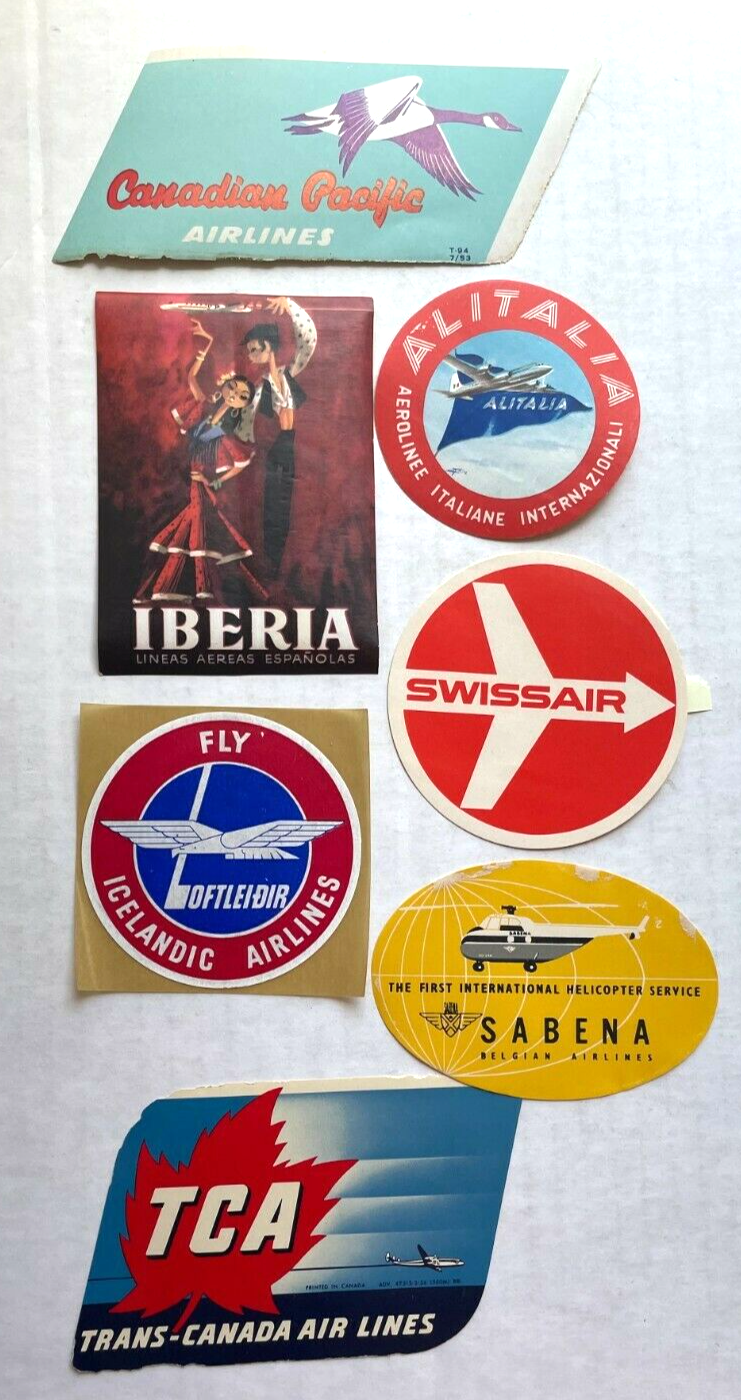 Canadian Pacific
AIRLINES
T-94
7/53
IBERIA
LINEAS AEREAS ESPAÑOLAS
ALITALIA
ALITALIA
AEROLINEE ITALIANE INTERNAZIONALI
SWISSAIR
FLY
LOFTLEIÐIR
ICELANDIC AIRLINES
SABENA
THE FIRST INTERNATIONAL HELICOPTER SERVICE
SABENA
BELGIAN AIRLINES
TCA
PRINTED IN CANADA
TRANS-CANADA AIR LINES